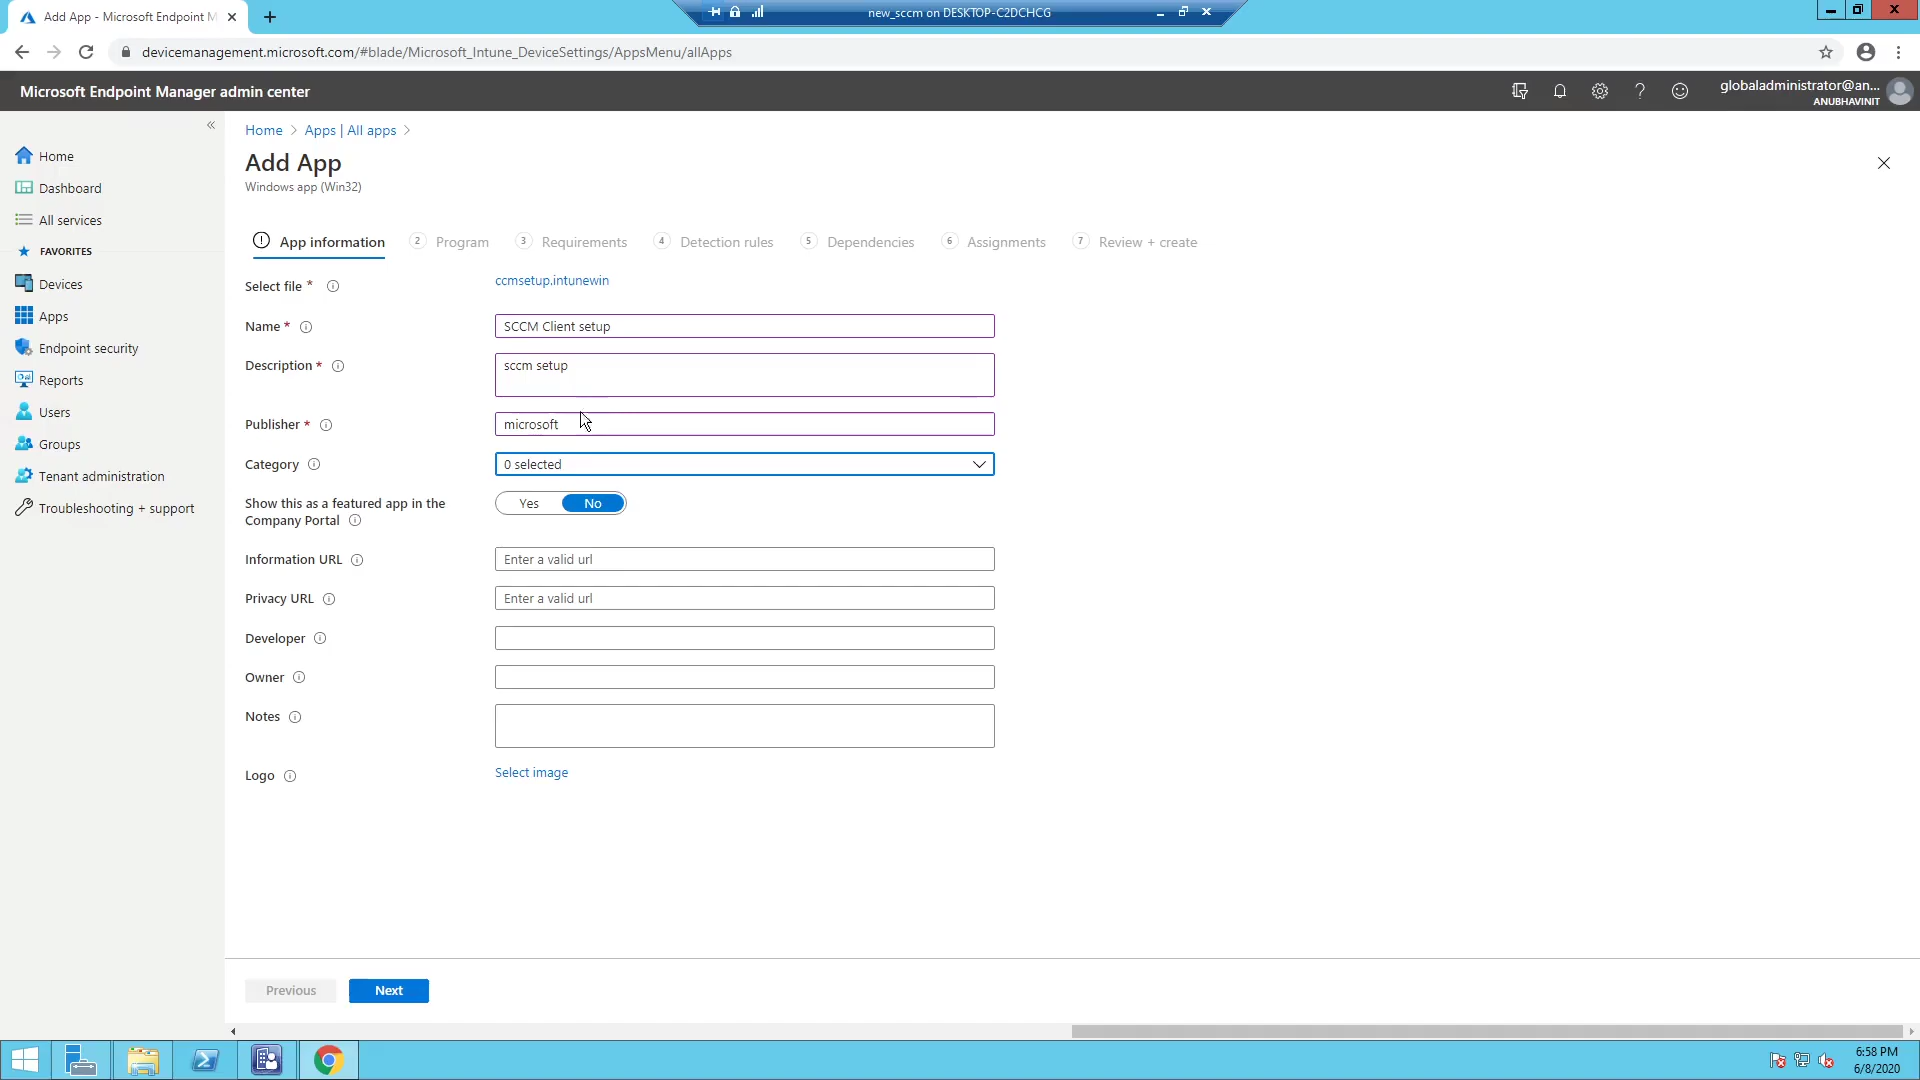 Add App - Microsoft Endpoint M
new_sccm on DESKTOP-C2DCHCG
devicemanagement.microsoft.com/#blade/Microsoft_Intune_DeviceSettings/AppsMenu/allApps
Microsoft Endpoint Manager admin center
globaladministrator@an...
ANUBHAVINIT
Home
Dashboard
All services
FAVORITES
Devices
Apps
Endpoint security
Reports
Users
Groups
Tenant administration
Troubleshooting + support
Home > Apps | All apps >
Add App
Windows app (Win32)
App information
2 Program
3 Requirements
4 Detection rules
5 Dependencies
6 Assignments
7 Review + create
Select file *
ccmsetup.intunewin
Name *
SCCM Client setup
Description *
sccm setup
Publisher *
microsoft
Category
0 selected
Show this as a featured app in the
Company Portal
Yes
No
Information URL
Enter a valid url
Privacy URL
Enter a valid url
Developer
Owner
Notes
Logo
Select image
Previous
Next
6:58 PM
6/8/2020